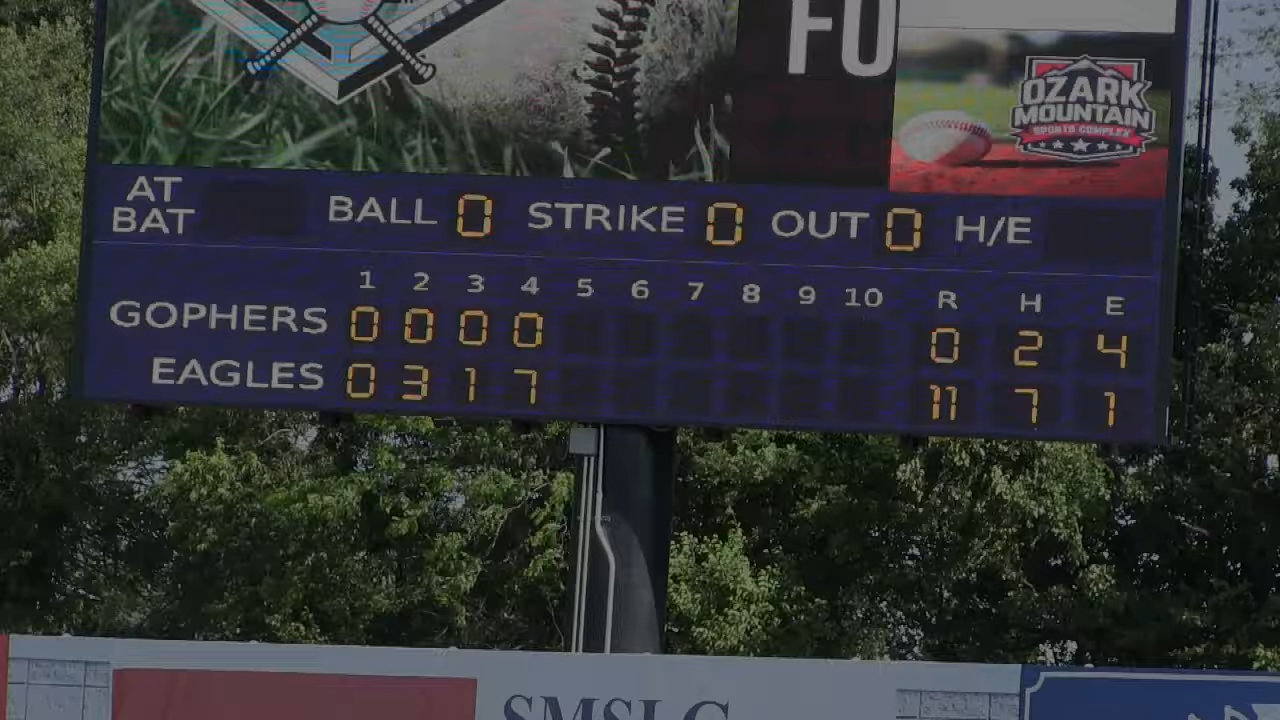 FU
OZARK
MOUNTAIN
SPORTS COMPLEX
AT BAT BALL 0 STRIKE 0 OUT 0 H/E
1 2 3 4 5 6 7 8 9 10 R H E
GOPHERS 0 0 0 0 0 2 4
EAGLES 0 3 1 7 11 7 1